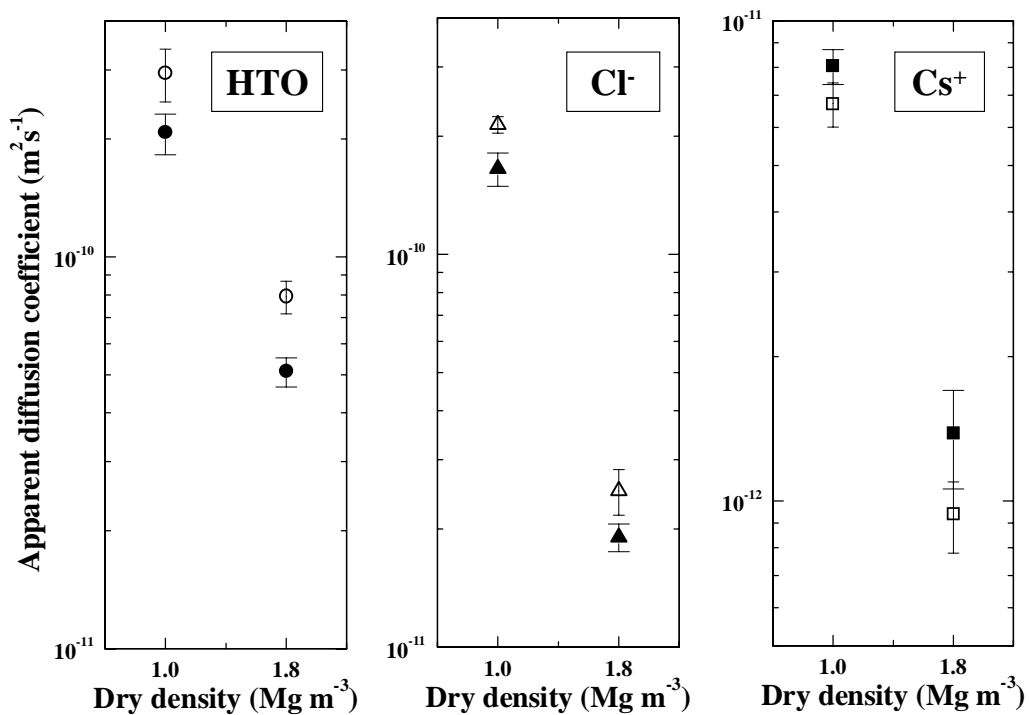 Apparent diffusion coefficient (m²s⁻¹)
HTO
10⁻¹⁰
10⁻¹¹
1.0 1.8
Dry density (Mg m⁻³)
Cl⁻
10⁻¹⁰
10⁻¹¹
1.0 1.8
Dry density (Mg m⁻³)
Cs⁺
10⁻¹¹
10⁻¹²
1.0 1.8
Dry density (Mg m⁻³)